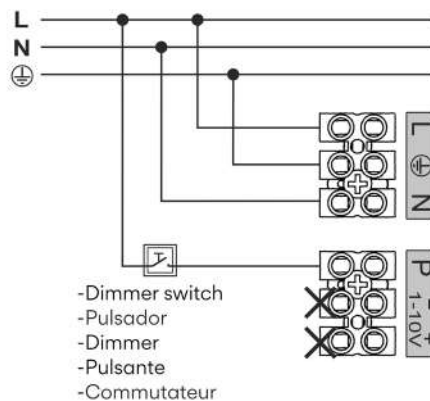 L
N
L
N
P
- +
1-10V
-Dimmer switch
-Pulsador
-Dimmer
-Pulsante
-Commutateur